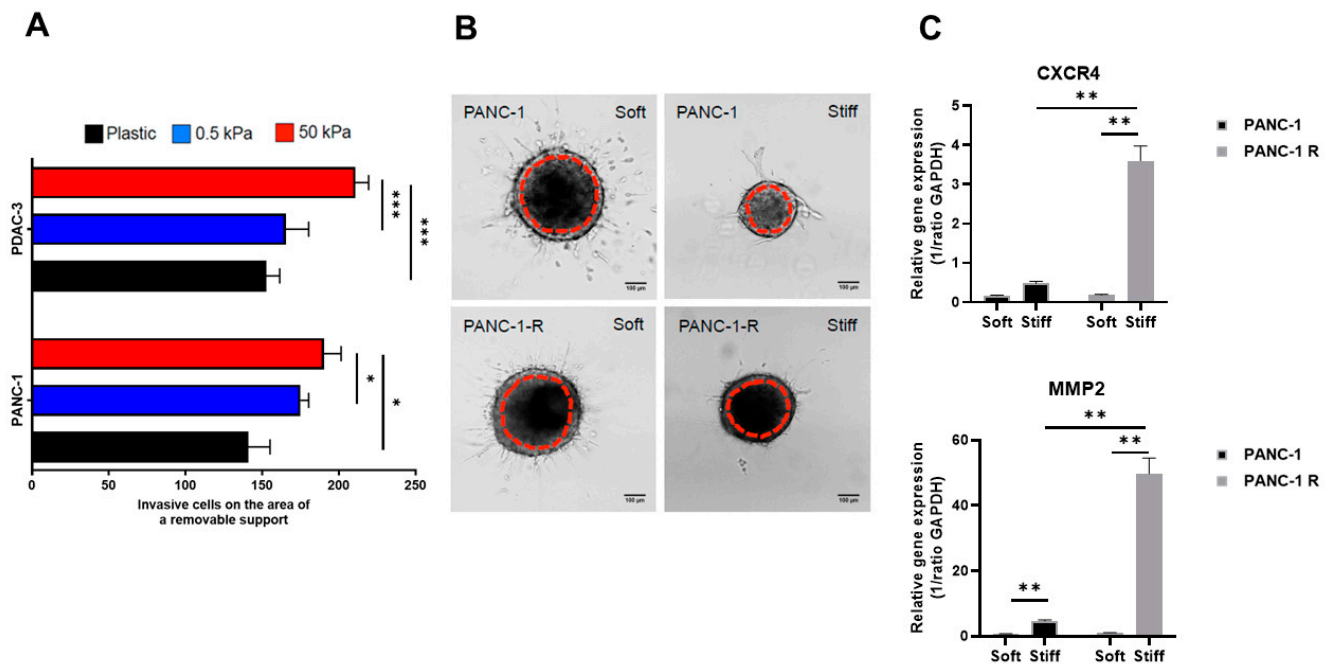 A
Plastic
0.5 kPa
50 kPa
PDAC-3
PANC-1
***
***
*
*
0
50
100
150
200
250
Invasive cells on the area of
a removable support
B
PANC-1
Soft
100 µm
PANC-1
Stiff
100 µm
PANC-1-R
Soft
100 µm
PANC-1-R
Stiff
100 µm
C
CXCR4
Relative gene expression
(1/ratio GAPDH)
5
4
3
2
1
0
**
**
Soft
Stiff
Soft
Stiff
PANC-1
PANC-1 R
MMP2
Relative gene expression
(1/ratio GAPDH)
60
40
20
0
**
**
**
Soft
Stiff
Soft
Stiff
PANC-1
PANC-1 R